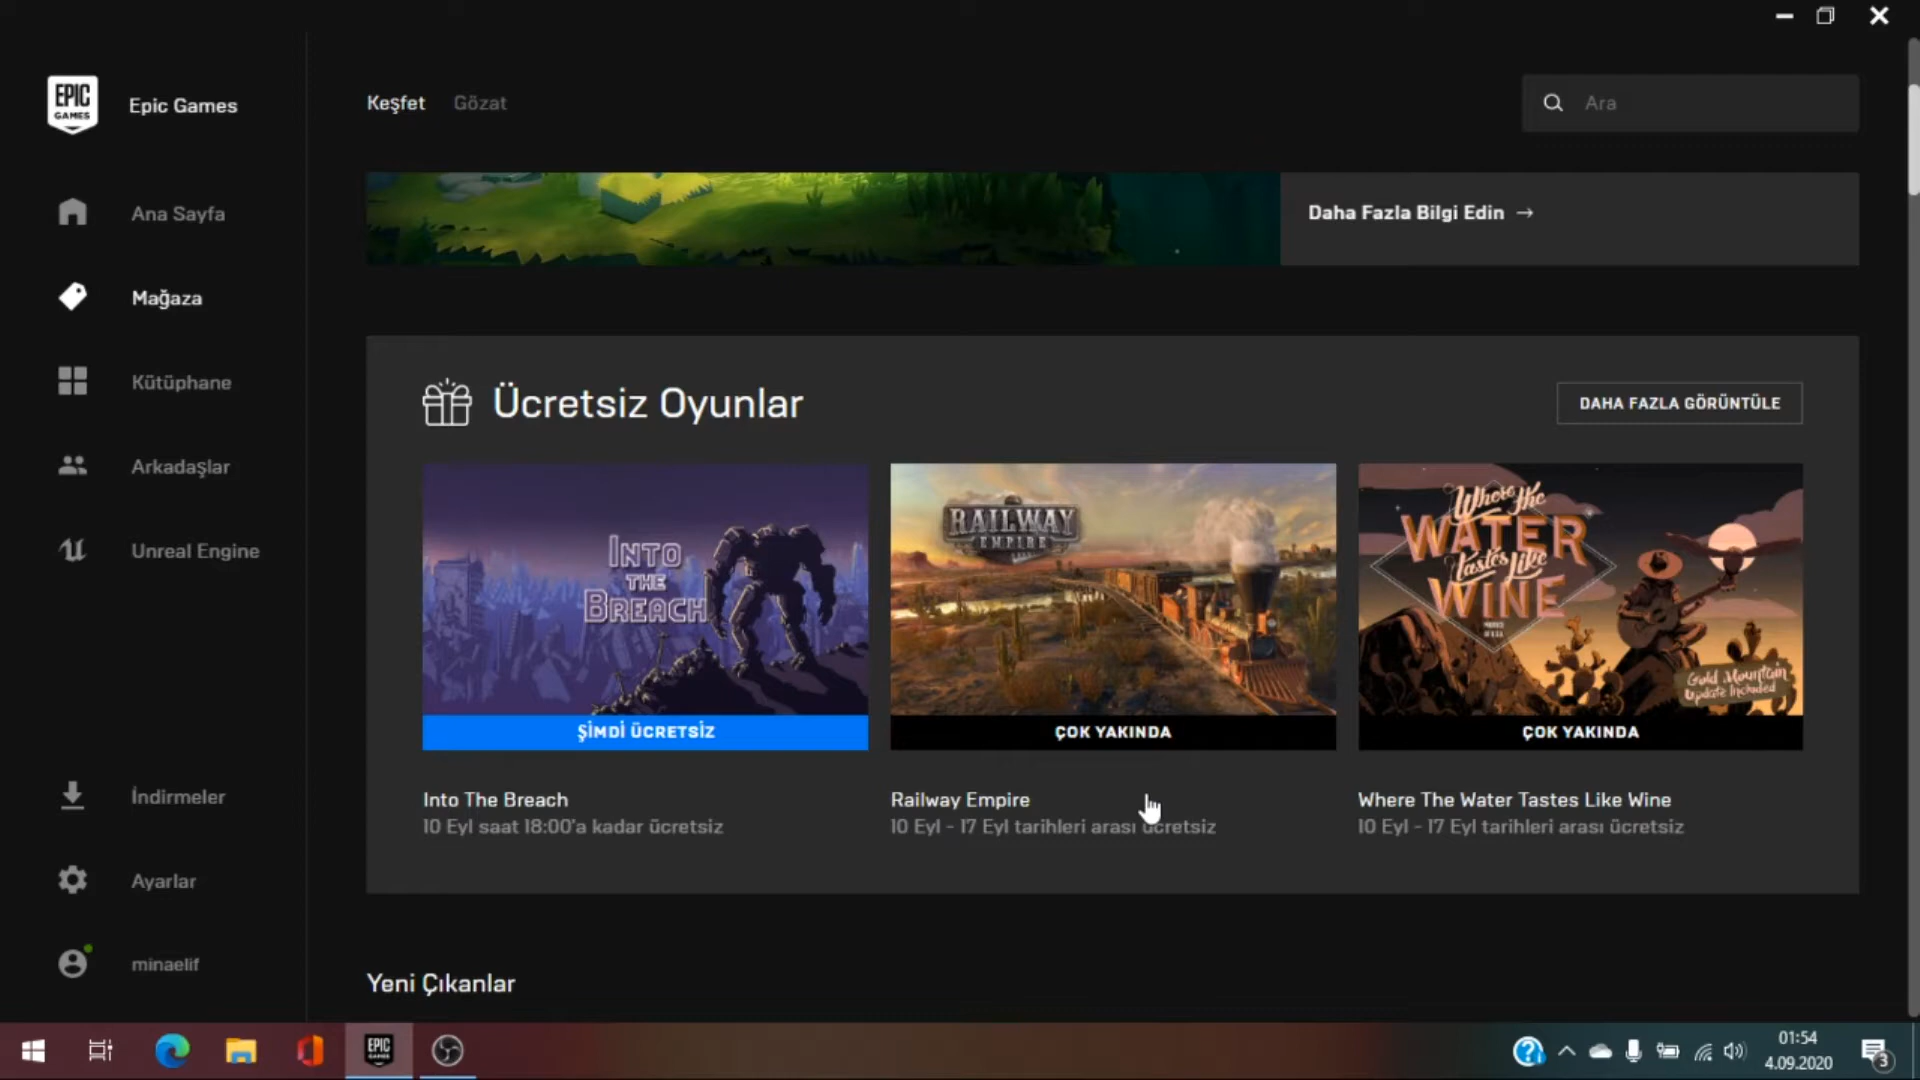 EPIC
GAMES
Epic Games
Keşfet
Gözat
Ara
Ana Sayfa
Mağaza
Kütüphane
Arkadaşlar
Unreal Engine
İndirmeler
Ayarlar
minaelif
Daha Fazla Bilgi Edin →
Ücretsiz Oyunlar
DAHA FAZLA GÖRÜNTÜLE
INTO
THE
BREACH
ŞİMDİ ÜCRETSİZ
Into The Breach
10 Eyl saat 18:00'a kadar ücretsiz
RAILWAY
EMPIRE
ÇOK YAKINDA
Railway Empire
10 Eyl - 17 Eyl tarihleri arası ücretsiz
Where the
WATER
Tastes Like
WINE
Gold Mountain
Update Included
ÇOK YAKINDA
Where The Water Tastes Like Wine
10 Eyl - 17 Eyl tarihleri arası ücretsiz
Yeni Çıkanlar
EPIC
GAMES
01:54
4.09.2020
3